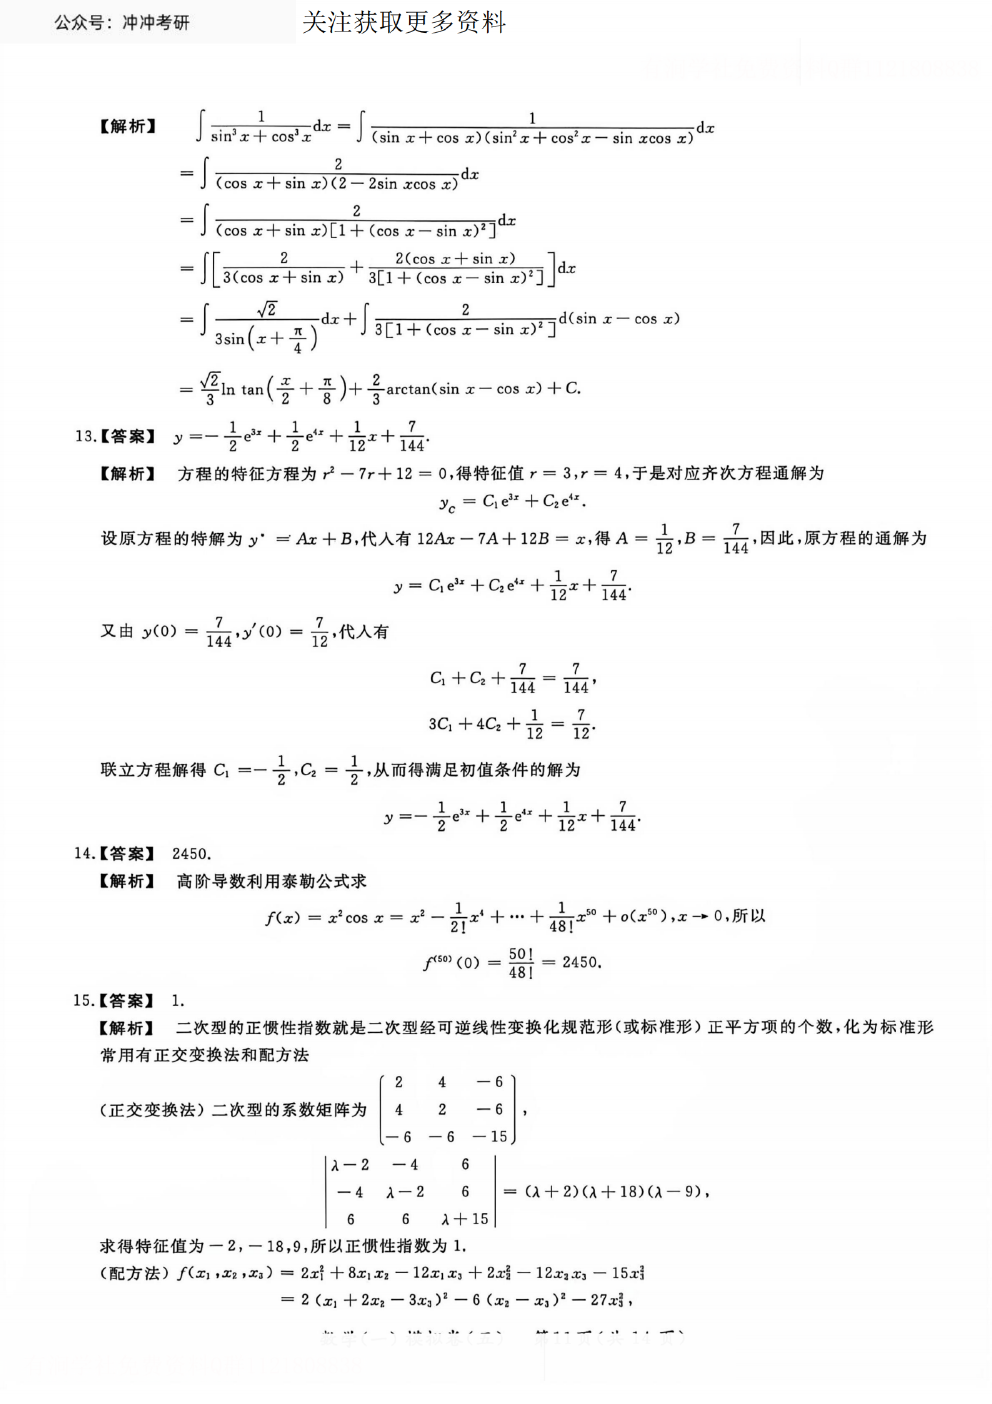 公众号：冲冲考研
关注获取更多资料
【解析】 ∫ 1/(sin³x＋cos³x) dx ＝ ∫ 1/((sin x＋cos x)(sin²x＋cos²x－sin xcos x)) dx
＝∫ 2/((cos x＋sin x)(2－2sin xcos x)) dx
＝∫ 2/((cos x＋sin x)[1＋(cos x－sin x)²]) dx
＝∫[2/(3(cos x＋sin x)) ＋ 2(cos x＋sin x)/(3[1＋(cos x－sin x)²])]dx
＝∫ √2/(3sin(x＋π/4)) dx＋∫ 2/(3[1＋(cos x－sin x)²]) d(sin x－cos x)
＝ √2/3 ln tan(x/2＋π/8)＋2/3 arctan(sin x－cos x)＋C.
13.【答案】 y＝－1/2 e³ˣ＋1/2 e⁴ˣ＋1/12 x＋7/144.
【解析】 方程的特征方程为 r²－7r＋12＝0,得特征值 r＝3,r＝4,于是对应齐次方程通解为
y_C＝C₁e³ˣ＋C₂e⁴ˣ.
设原方程的特解为 y*＝Ax＋B,代入有 12Ax－7A＋12B＝x,得 A＝1/12,B＝7/144,因此,原方程的通解为
y＝C₁e³ˣ＋C₂e⁴ˣ＋1/12 x＋7/144.
又由 y(0)＝7/144,y′(0)＝7/12,代入有
C₁＋C₂＋7/144＝7/144,
3C₁＋4C₂＋1/12＝7/12.
联立方程解得 C₁＝－1/2,C₂＝1/2,从而得满足初值条件的解为
y＝－1/2 e³ˣ＋1/2 e⁴ˣ＋1/12 x＋7/144.
14.【答案】 2450.
【解析】 高阶导数利用泰勒公式求
f(x)＝x²cos x＝x²－1/2! x⁴＋⋯＋1/48! x⁵⁰＋o(x⁵⁰),x→0,所以
f⁽⁵⁰⁾(0)＝50!/48!＝2450.
15.【答案】 1.
【解析】 二次型的正惯性指数就是二次型经可逆线性变换化规范形(或标准形)正平方项的个数,化为标准形
常用有正交变换法和配方法
2 4 －6
(正交变换法)二次型的系数矩阵为 4 2 －6 ,
－6 －6 －15
λ－2 －4 6
－4 λ－2 6 ＝(λ＋2)(λ＋18)(λ－9),
6 6 λ＋15
求得特征值为－2,－18,9,所以正惯性指数为 1.
(配方法) f(x₁,x₂,x₃)＝2x₁²＋8x₁x₂－12x₁x₃＋2x₂²－12x₂x₃－15x₃²
＝2(x₁＋2x₂－3x₃)²－6(x₂－x₃)²－27x₃²,